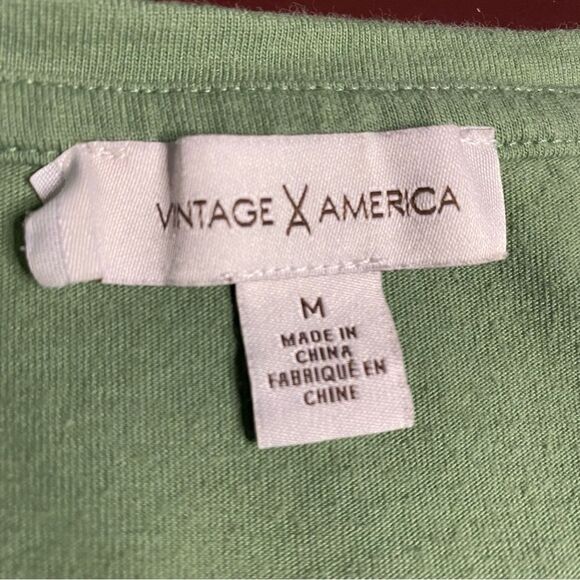 VINTAGE AMERICA
M
MADE IN
CHINA
FABRIQUÉ EN
CHINE